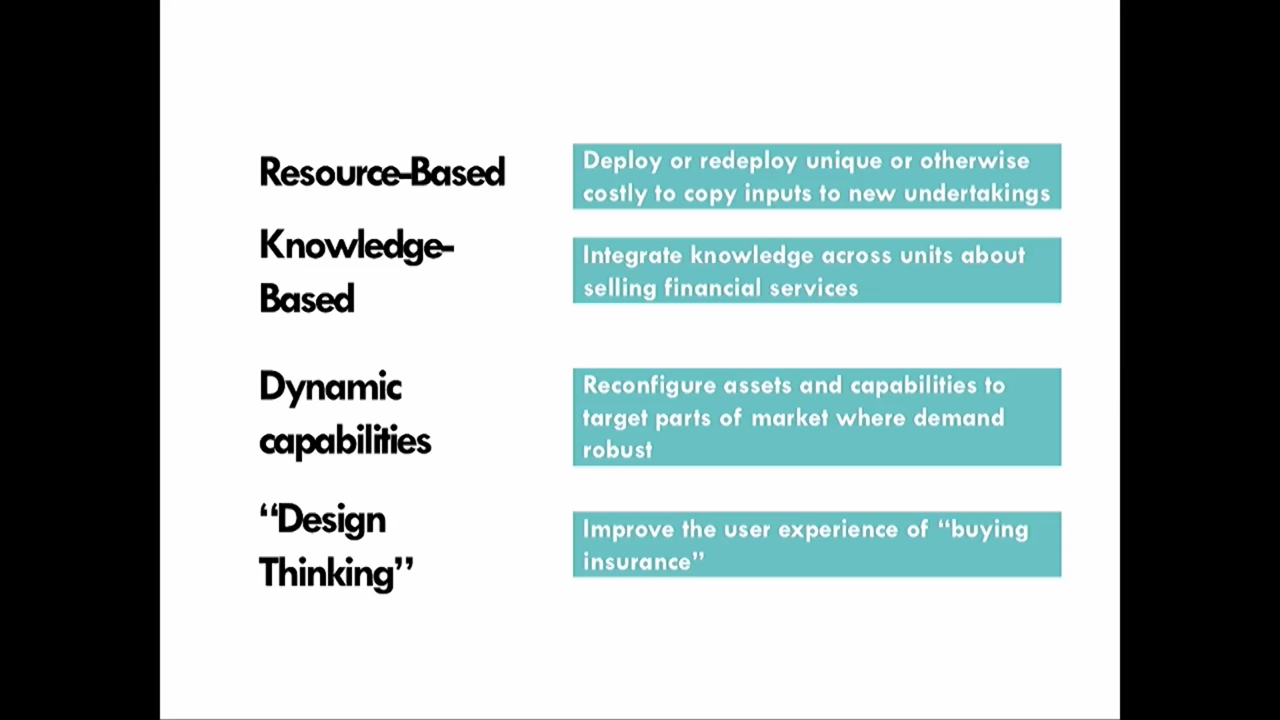 Resource-Based
Deploy or redeploy unique or otherwise
costly to copy inputs to new undertakings
Knowledge-
Based
Integrate knowledge across units about
selling financial services
Dynamic
capabilities
Reconfigure assets and capabilities to
target parts of market where demand
robust
“Design
Thinking”
Improve the user experience of “buying
insurance”